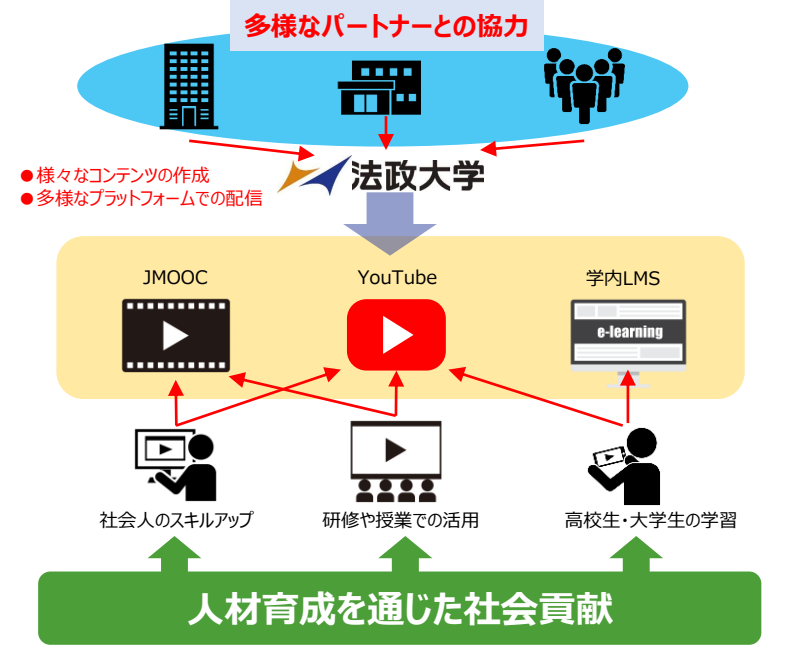 多様なパートナーとの協力
●様々なコンテンツの作成
●多様なプラットフォームでの配信
法政大学
JMOOC
YouTube
学内LMS
e-learning
社会人のスキルアップ
研修や授業での活用
高校生・大学生の学習
人材育成を通じた社会貢献